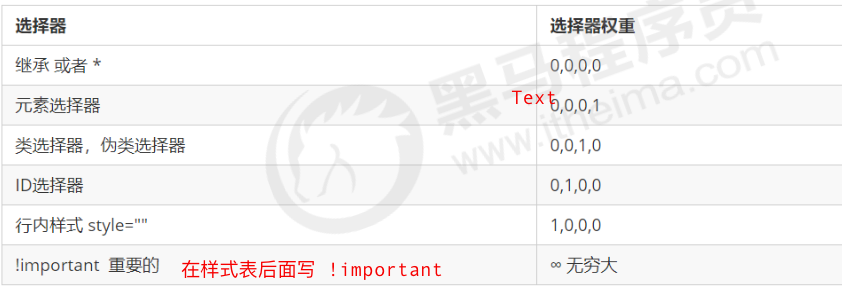 选择器 选择器权重
继承 或者 * 0,0,0,0
元素选择器 Text 0,0,0,1
类选择器，伪类选择器 0,0,1,0
ID选择器 0,1,0,0
行内样式 style="" 1,0,0,0
!important 重要的 在样式表后面写 !important ∞ 无穷大
黑马程序员
www.itheima.com